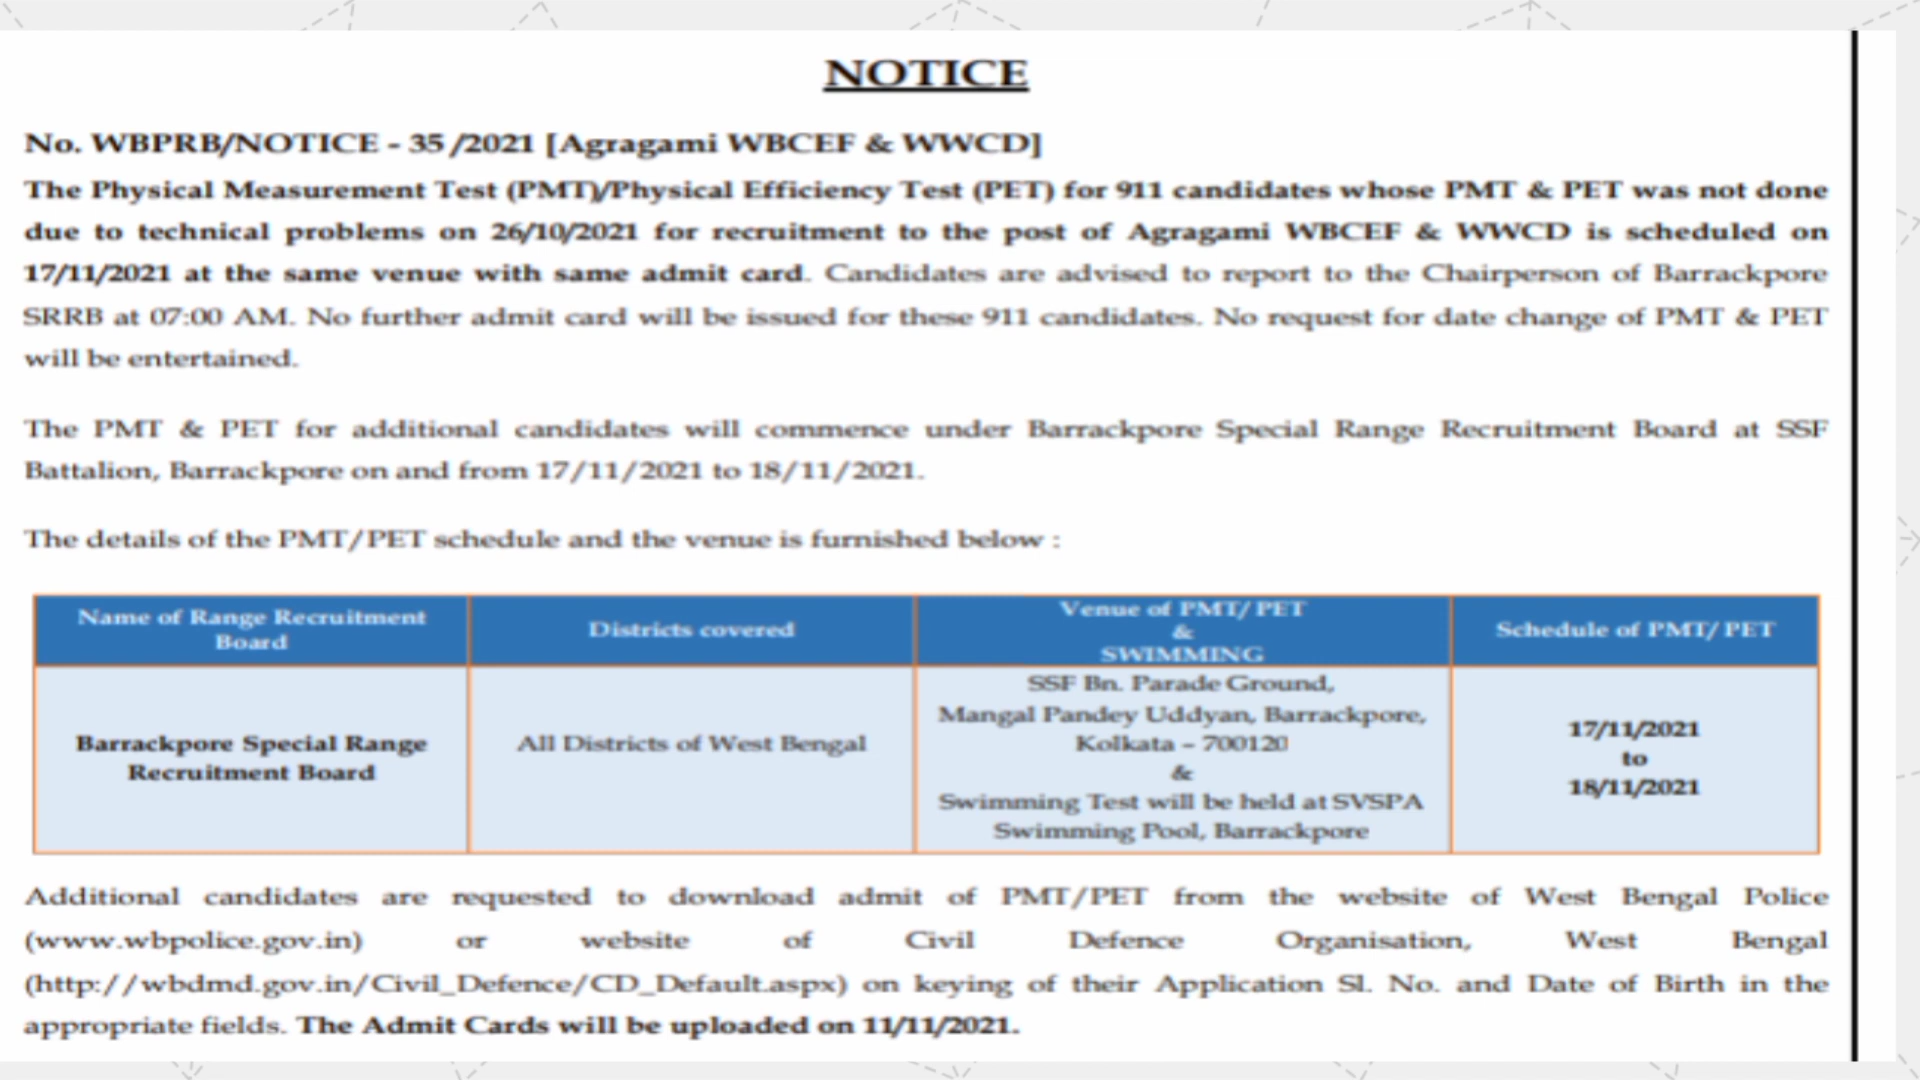 NOTICE
No. WBPRB/NOTICE - 35 /2021 [Agragami WBCEF & WWCD]
The Physical Measurement Test (PMT)/Physical Efficiency Test (PET) for 911 candidates whose PMT & PET was not done
due to technical problems on 26/10/2021 for recruitment to the post of Agragami WBCEF & WWCD is scheduled on
17/11/2021 at the same venue with same admit card. Candidates are advised to report to the Chairperson of Barrackpore
SRRB at 07:00 AM. No further admit card will be issued for these 911 candidates. No request for date change of PMT & PET
will be entertained.
The PMT & PET for additional candidates will commence under Barrackpore Special Range Recruitment Board at SSF
Battalion, Barrackpore on and from 17/11/2021 to 18/11/2021.
The details of the PMT/PET schedule and the venue is furnished below :
Name of Range Recruitment
Board
Districts covered
Venue of PMT/ PET
&
SWIMMING
Schedule of PMT/ PET
Barrackpore Special Range
Recruitment Board
All Districts of West Bengal
SSF Bn. Parade Ground,
Mangal Pandey Uddyan, Barrackpore,
Kolkata – 700120
&
Swimming Test will be held at SVSPA
Swimming Pool, Barrackpore
17/11/2021
to
18/11/2021
Additional candidates are requested to download admit of PMT/PET from the website of West Bengal Police
(www.wbpolice.gov.in) or website of Civil Defence Organisation, West Bengal
(http://wbdmd.gov.in/Civil_Defence/CD_Default.aspx) on keying of their Application Sl. No. and Date of Birth in the
appropriate fields. The Admit Cards will be uploaded on 11/11/2021.